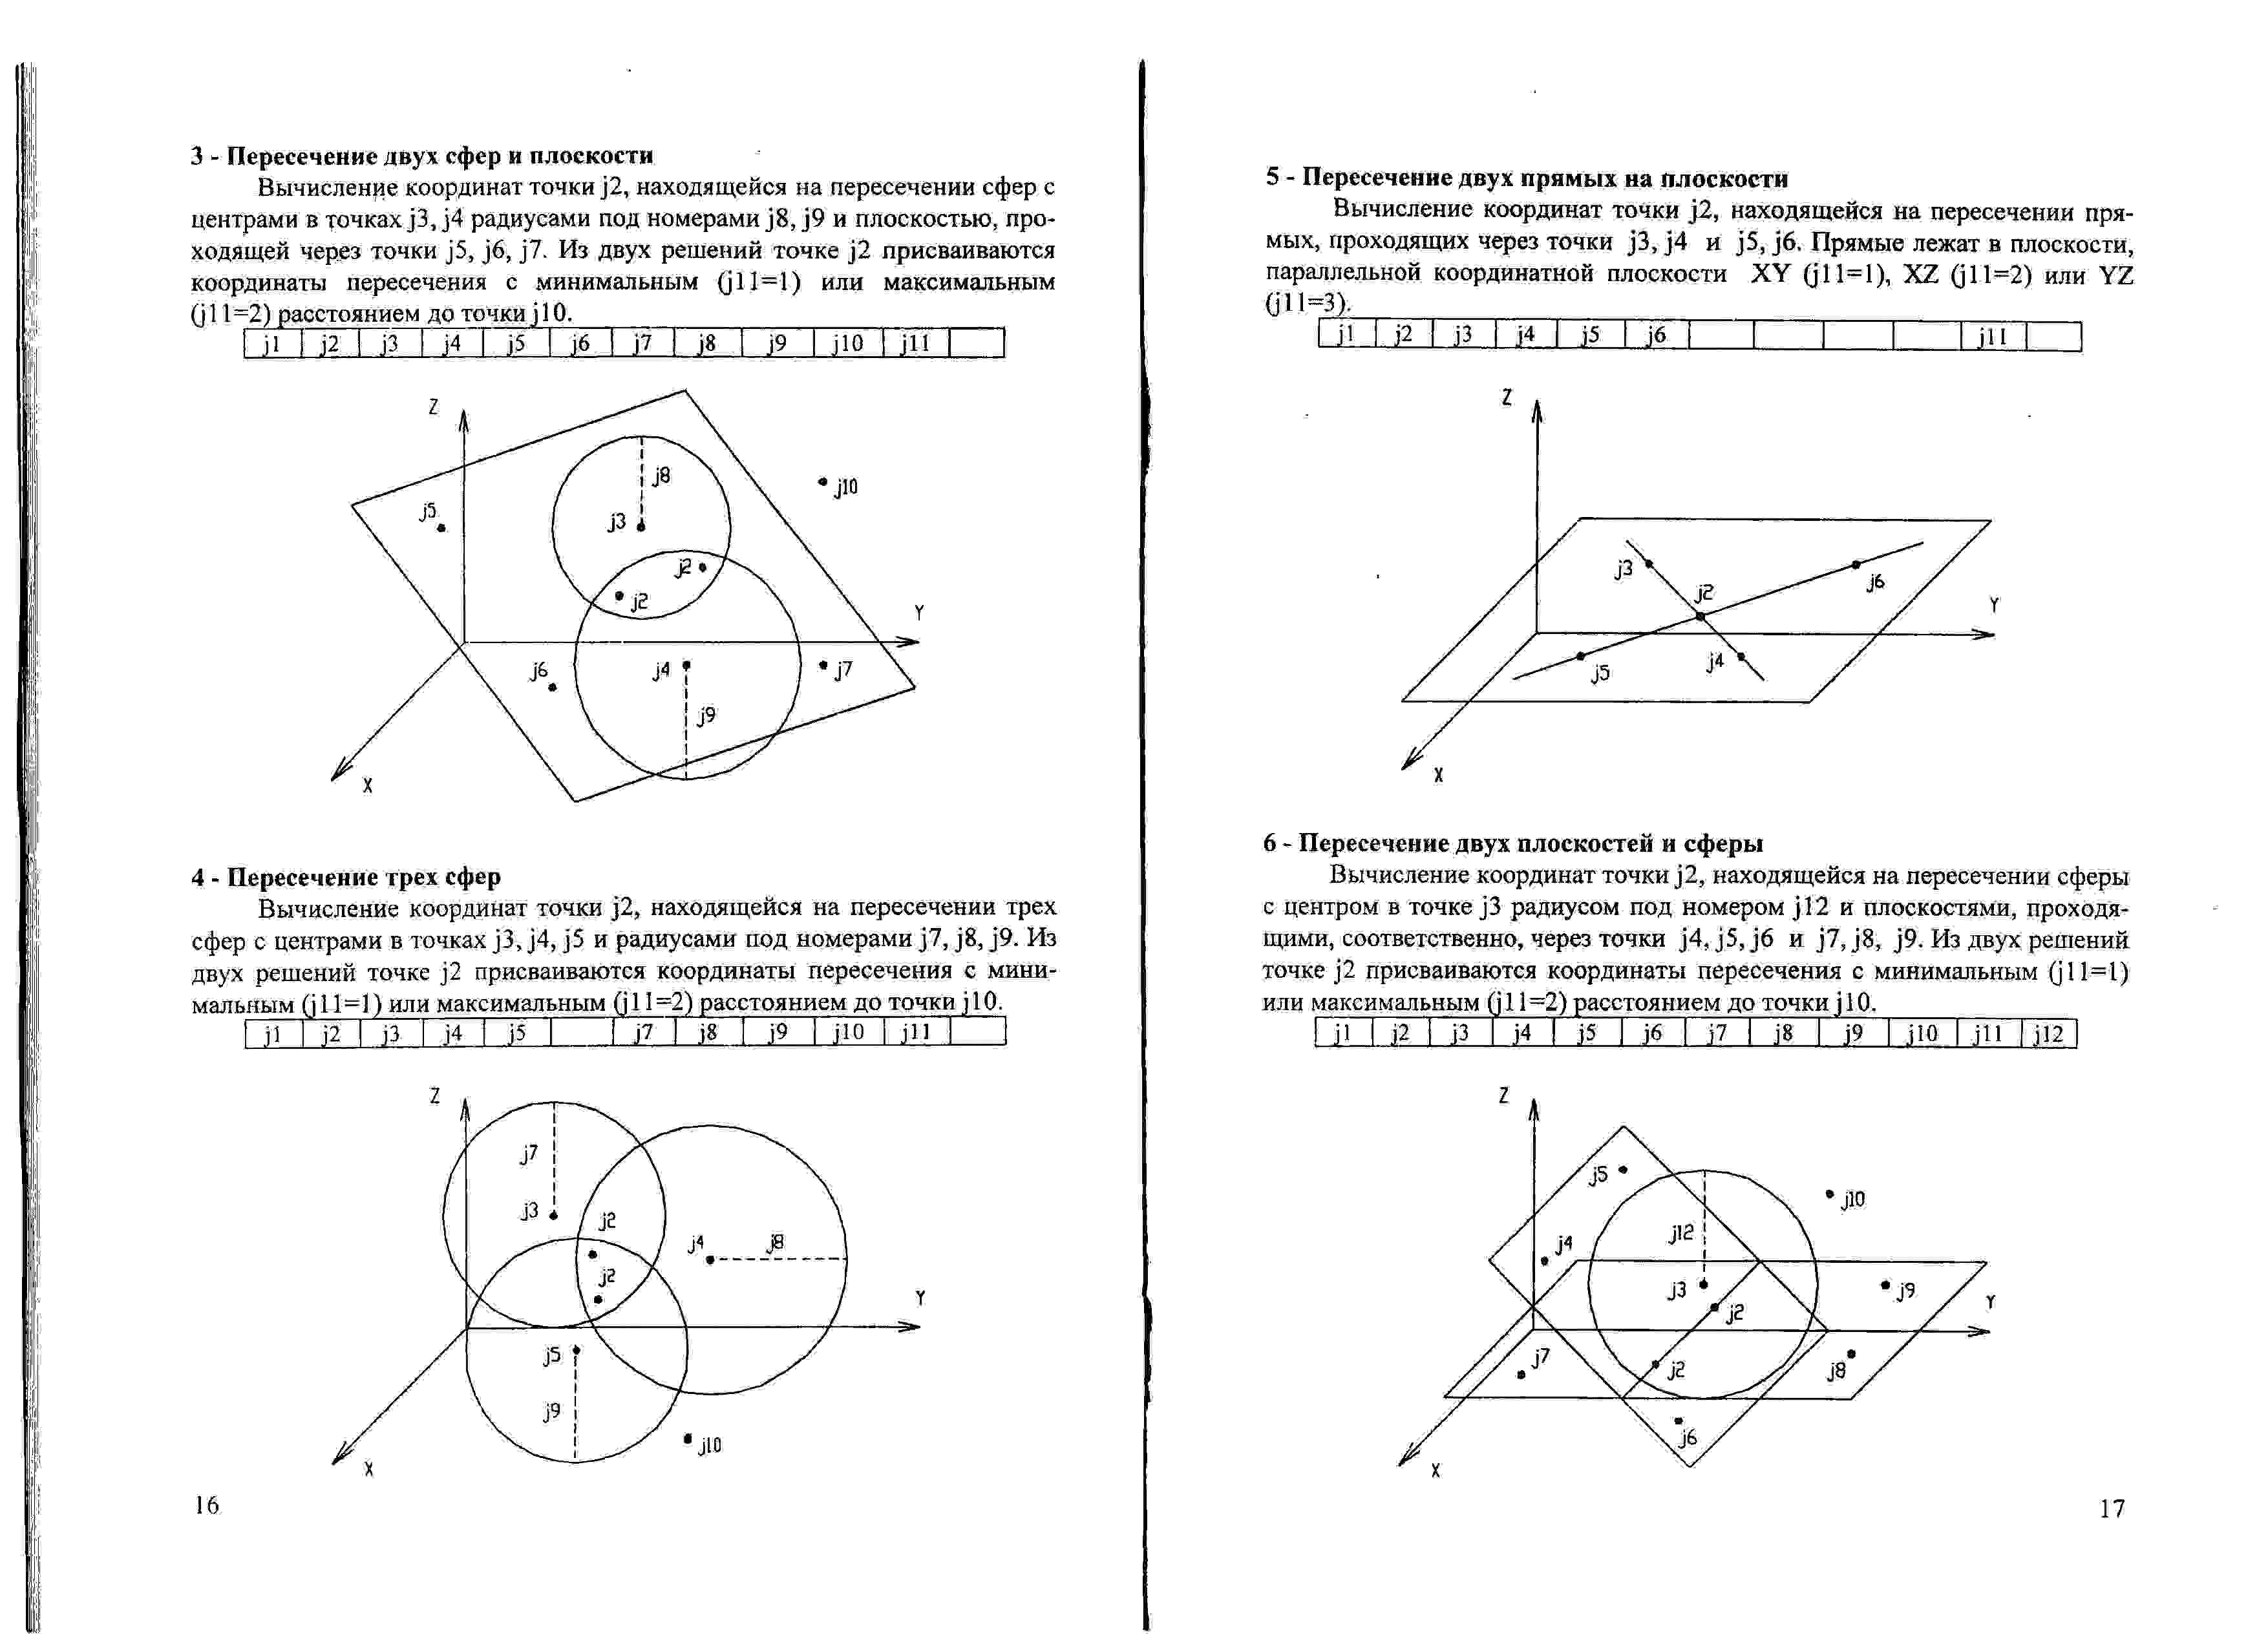 3 - Пересечение двух сфер и плоскости
Вычисление координат точки j2, находящейся на пересечении сфер с
центрами в точках j3, j4 радиусами под номерами j8, j9 и плоскостью, про-
ходящей через точки j5, j6, j7. Из двух решений точке j2 присваиваются
координаты пересечения с минимальным (j11=1) или максимальным
(j11=2) расстоянием до точки j10.
j1 j2 j3 j4 j5 j6 j7 j8 j9 j10 j11
Z
j8
j10
j5
j3
j2
j2
Y
j6
j4
j7
j9
X
4 - Пересечение трех сфер
Вычисление координат точки j2, находящейся на пересечении трех
сфер с центрами в точках j3, j4, j5 и радиусами под номерами j7, j8, j9. Из
двух решений точке j2 присваиваются координаты пересечения с мини-
мальным (j11=1) или максимальным (j11=2) расстоянием до точки j10.
j1 j2 j3 j4 j5 j7 j8 j9 j10 j11
Z
j7
j3
j2
j4
j8
j2
Y
j5
j9
j10
X
16
5 - Пересечение двух прямых на плоскости
Вычисление координат точки j2, находящейся на пересечении пря-
мых, проходящих через точки j3, j4 и j5, j6. Прямые лежат в плоскости,
параллельной координатной плоскости XY (j11=1), XZ (j11=2) или YZ
(j11=3).
j1 j2 j3 j4 j5 j6 j11
Z
j3
j6
j2
Y
j5
j4
X
6 - Пересечение двух плоскостей и сферы
Вычисление координат точки j2, находящейся на пересечении сферы
с центром в точке j3 радиусом под номером j12 и плоскостями, проходя-
щими, соответственно, через точки j4, j5, j6 и j7, j8, j9. Из двух решений
точке j2 присваиваются координаты пересечения с минимальным (j11=1)
или максимальным (j11=2) расстоянием до точки j10.
j1 j2 j3 j4 j5 j6 j7 j8 j9 j10 j11 j12
Z
j5
j10
j12
j4
j3
j9
j2
Y
j7
j2
j8
j6
X
17